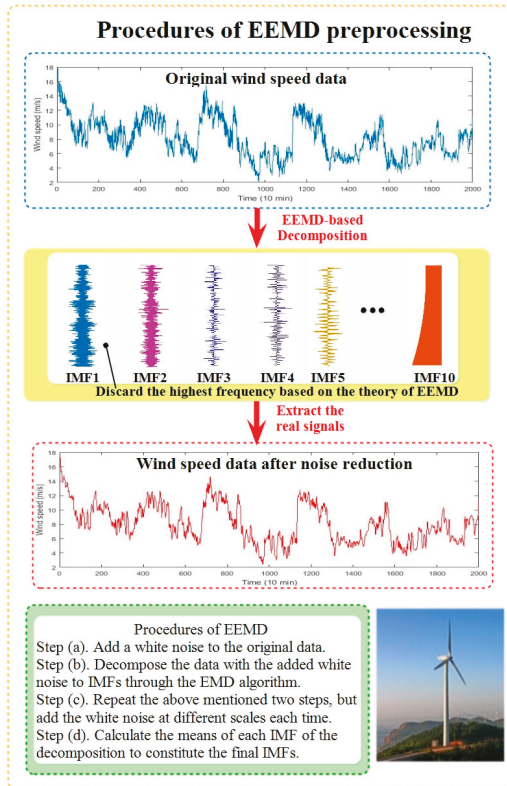 Procedures of EEMD preprocessing
Original wind speed data
Wind speed (m/s)
18
16
14
12
10
8
6
4
2
0 200 400 600 800 1000 1200 1400 1600 1800 2000
Time (10 min)
EEMD-based
Decomposition
IMF1 IMF2 IMF3 IMF4 IMF5 IMF10
Discard the highest frequency based on the theory of EEMD
Extract the
real signals
Wind speed data after noise reduction
Wind speed (m/s)
18
16
14
12
10
8
6
4
2
0 200 400 600 800 1000 1200 1400 1600 1800 2000
Time (10 min)
Procedures of EEMD
Step (a). Add a white noise to the original data.
Step (b). Decompose the data with the added white
noise to IMFs through the EMD algorithm.
Step (c). Repeat the above mentioned two steps, but
add the white noise at different scales each time.
Step (d). Calculate the means of each IMF of the
decomposition to constitute the final IMFs.